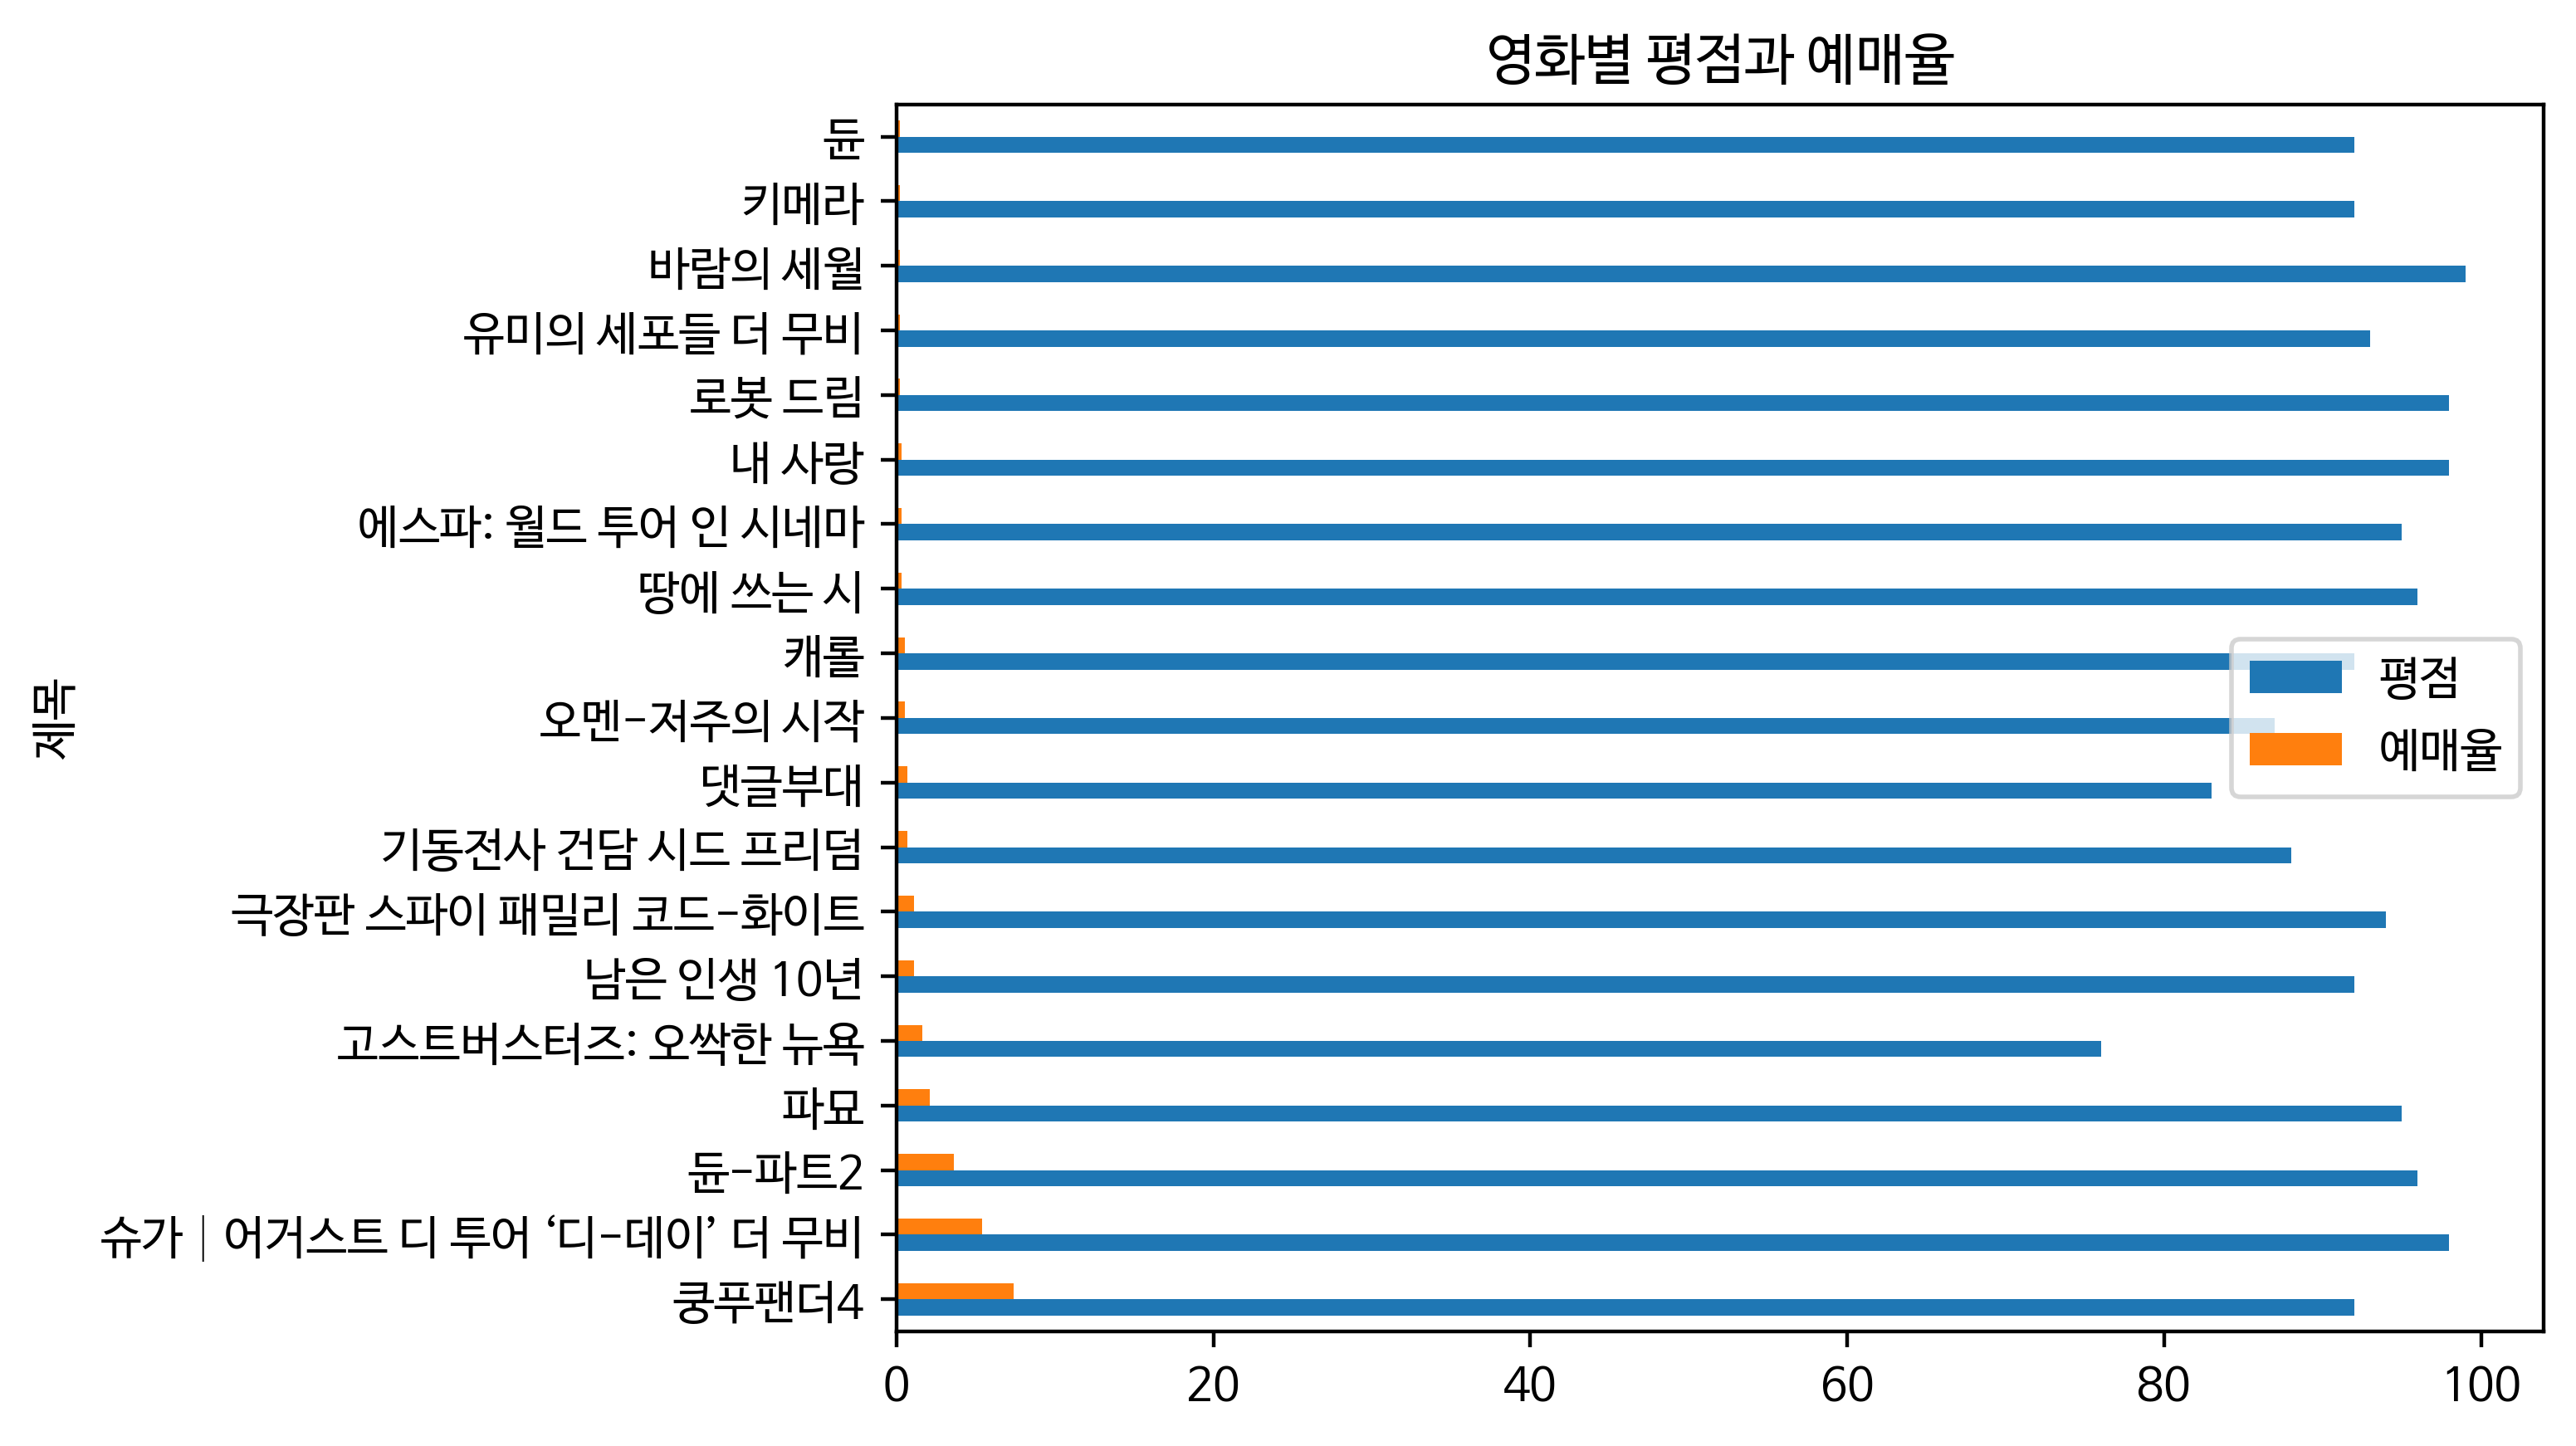 영화별 평점과 예매율
듄
키메라
바람의 세월
유미의 세포들 더 무비
로봇 드림
내 사랑
에스파: 월드 투어 인 시네마
땅에 쓰는 시
캐롤
오멘-저주의 시작
댓글부대
기동전사 건담 시드 프리덤
극장판 스파이 패밀리 코드-화이트
남은 인생 10년
고스트버스터즈: 오싹한 뉴욕
파묘
듄-파트2
슈가│어거스트 디 투어 ‘디-데이’ 더 무비
쿵푸팬더4
제목
평점
예매율
0 20 40 60 80 100